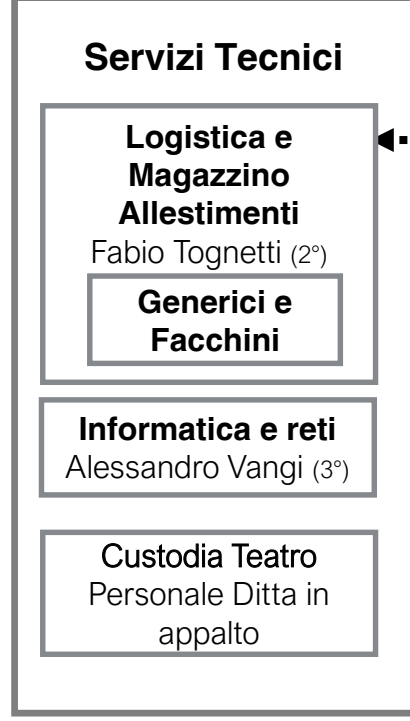 Servizi Tecnici
Logistica e
Magazzino
Allestimenti
Fabio Tognetti (2°)
Generici e
Facchini
Informatica e reti
Alessandro Vangi (3°)
Custodia Teatro
Personale Ditta in
appalto